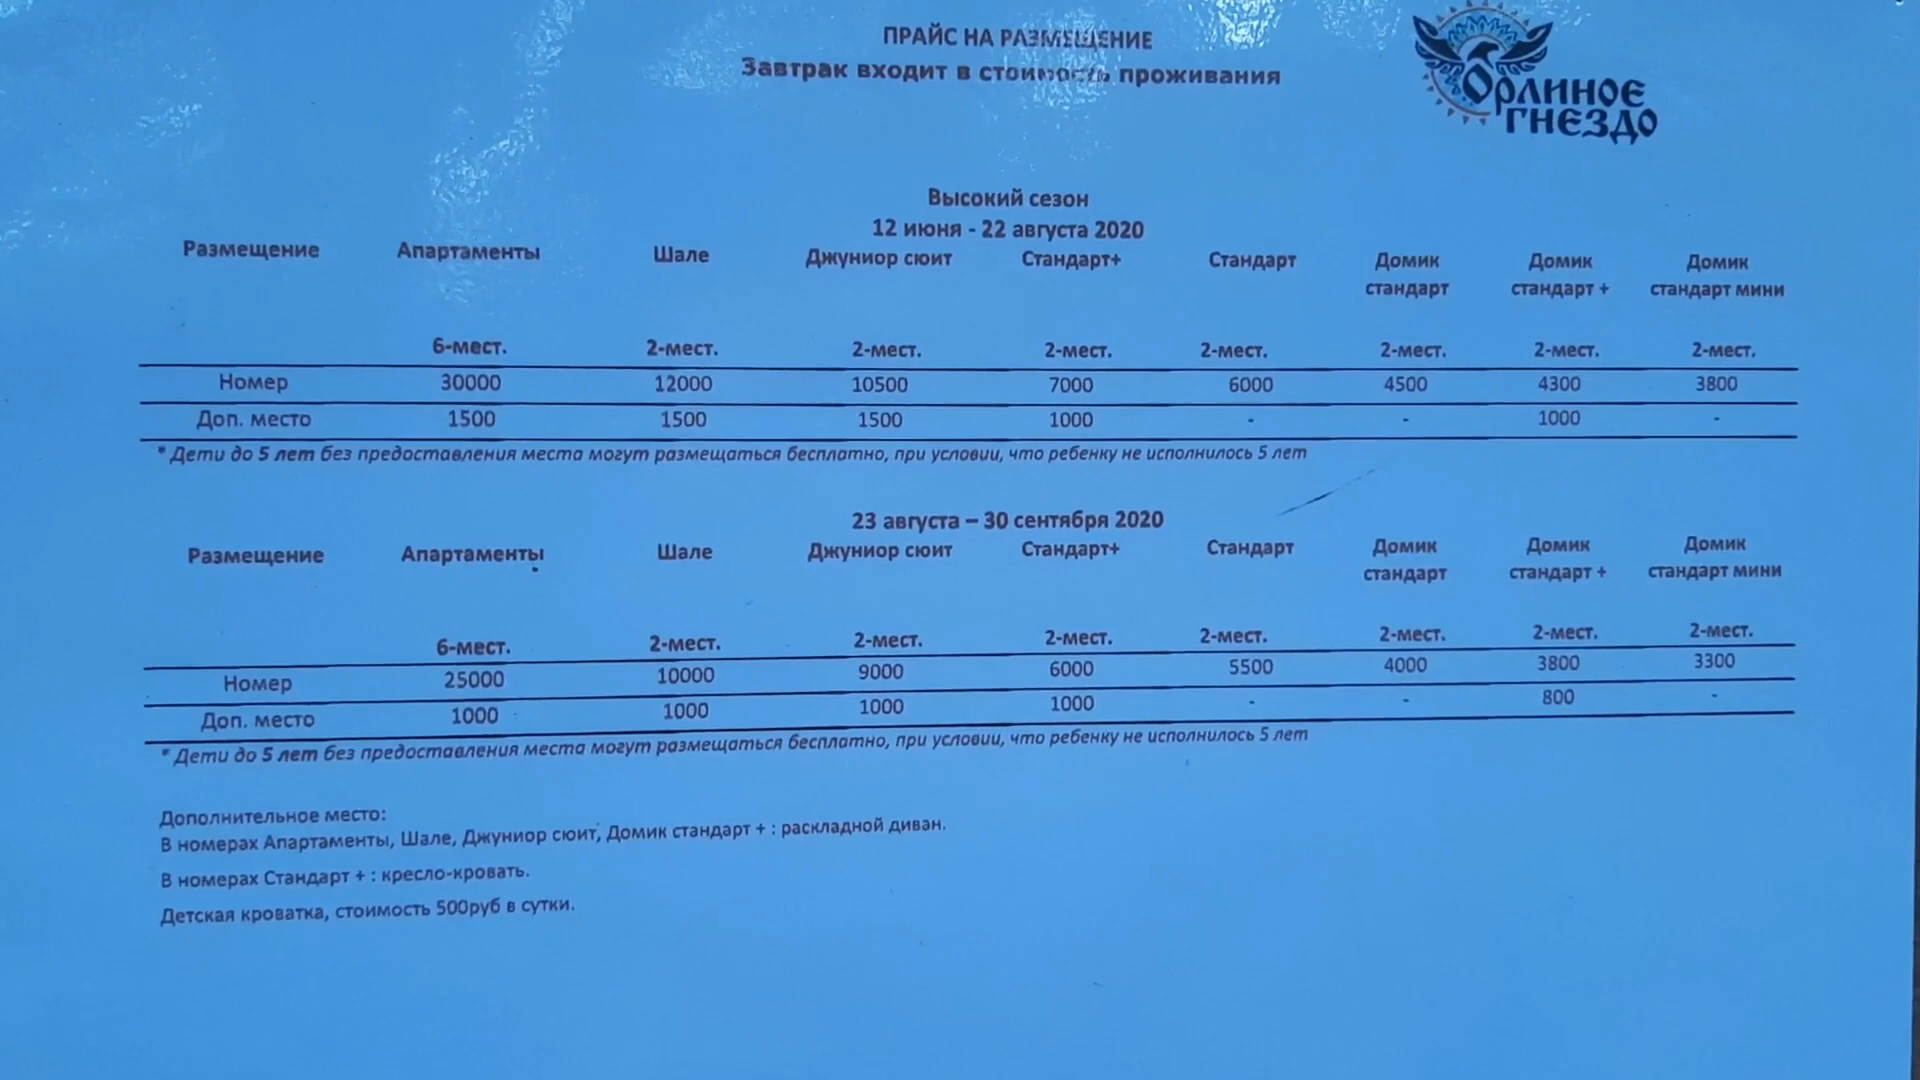 ПРАЙС НА РАЗМЕЩЕНИЕ
Завтрак входит в стоимость проживания
Орлиное
гнездо
Высокий сезон
12 июня - 22 августа 2020
Размещение Апартаменты Шале Джуниор сюит Стандарт+ Стандарт Домик стандарт Домик стандарт + Домик стандарт мини
6-мест. 2-мест. 2-мест. 2-мест. 2-мест. 2-мест. 2-мест. 2-мест.
Номер 30000 12000 10500 7000 6000 4500 4300 3800
Доп. место 1500 1500 1500 1000 - - 1000 -
* Дети до 5 лет без предоставления места могут размещаться бесплатно, при условии, что ребенку не исполнилось 5 лет
23 августа – 30 сентября 2020
Размещение Апартаменты Шале Джуниор сюит Стандарт+ Стандарт Домик стандарт Домик стандарт + Домик стандарт мини
6-мест. 2-мест. 2-мест. 2-мест. 2-мест. 2-мест. 2-мест. 2-мест.
Номер 25000 10000 9000 6000 5500 4000 3800 3300
Доп. место 1000 1000 1000 1000 - - 800 -
* Дети до 5 лет без предоставления места могут размещаться бесплатно, при условии, что ребенку не исполнилось 5 лет
Дополнительное место:
В номерах Апартаменты, Шале, Джуниор сюит, Домик стандарт + : раскладной диван.
В номерах Стандарт + : кресло-кровать.
Детская кроватка, стоимость 500руб в сутки.